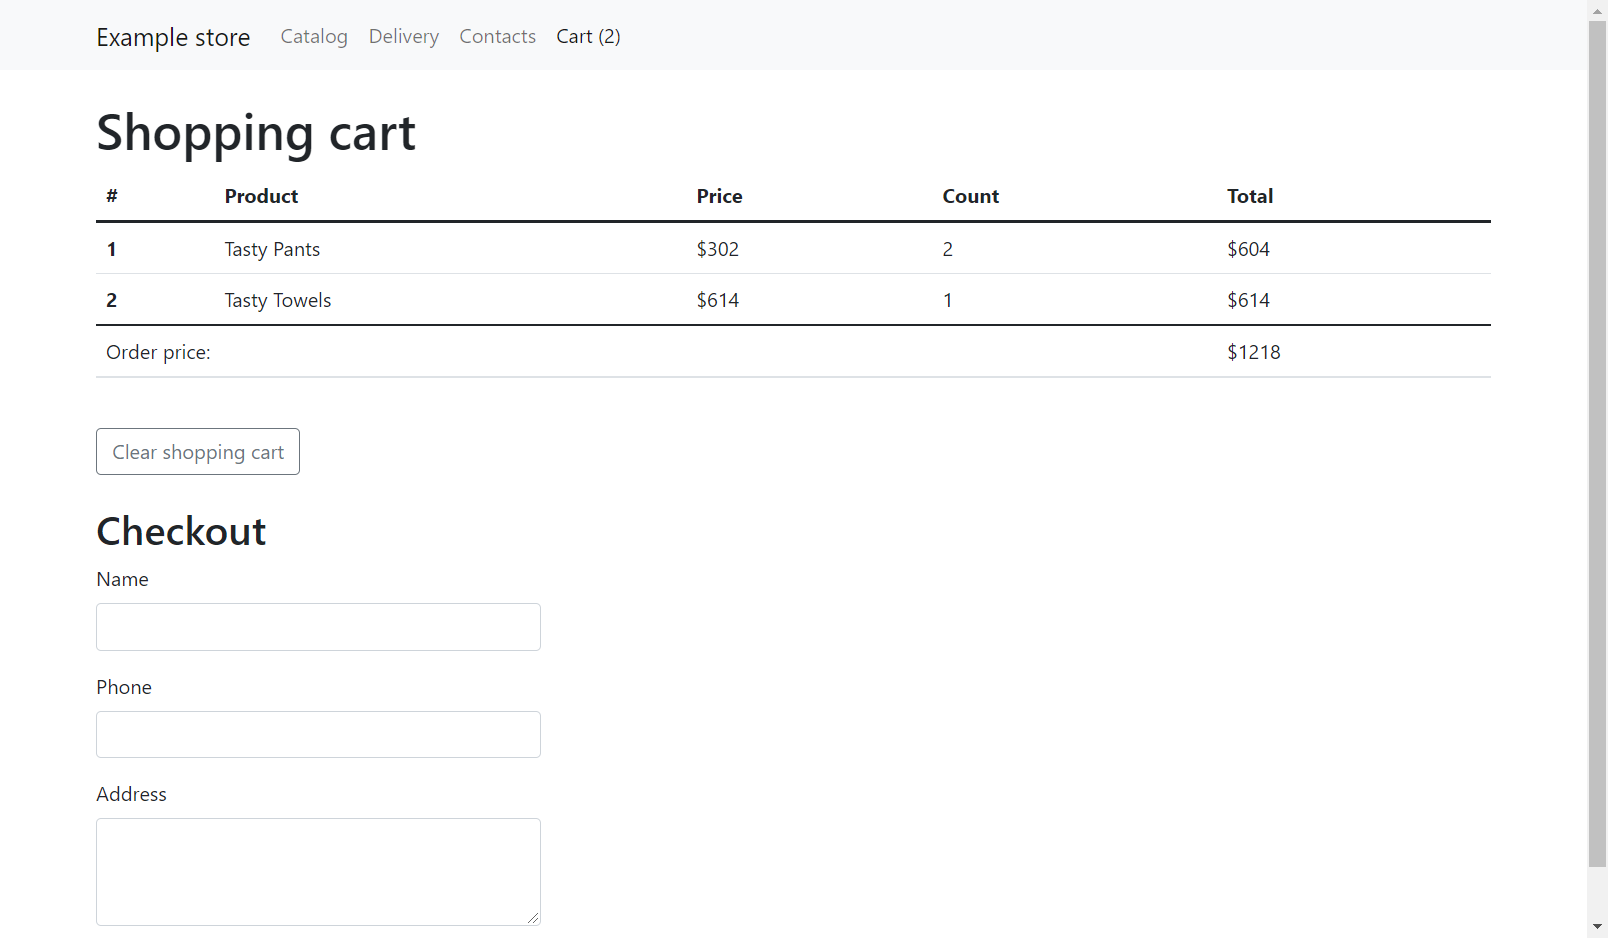 Example store Catalog Delivery Contacts Cart (2)
Shopping cart
# Product Price Count Total
1 Tasty Pants $302 2 $604
2 Tasty Towels $614 1 $614
Order price: $1218
Clear shopping cart
Checkout
Name
Phone
Address